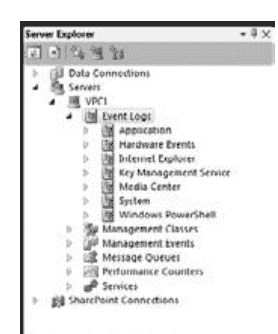 Server Explorer
Data Connections
Servers
VPC1
Event Logs
Application
Hardware Events
Internet Explorer
Key Management Service
Media Center
System
Windows PowerShell
Management Classes
Management Events
Message Queues
Performance Counters
Services
SharePoint Connections